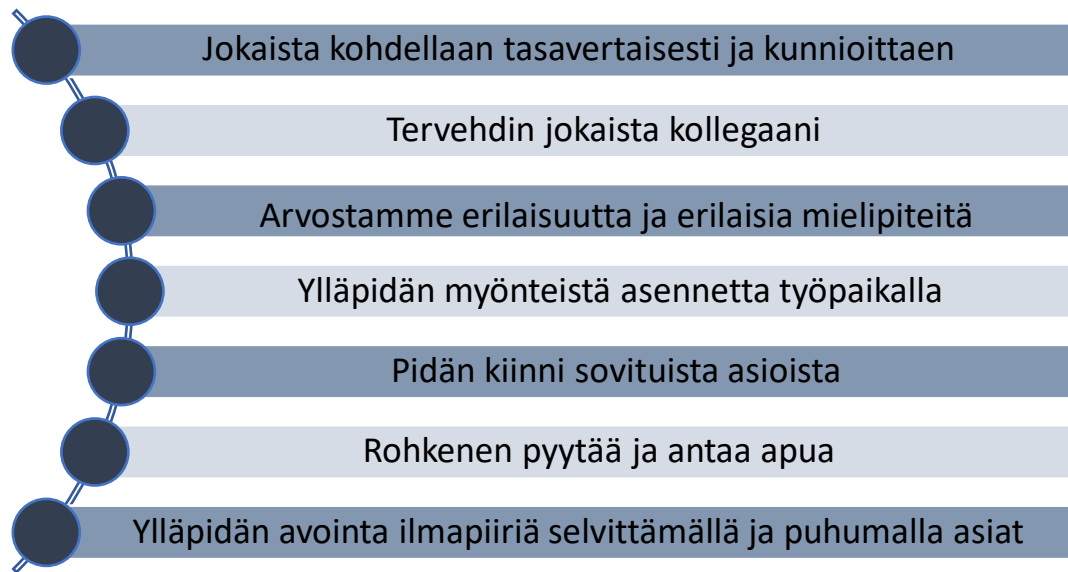 Jokaista kohdellaan tasavertaisesti ja kunnioittaen
Tervehdin jokaista kollegaani
Arvostamme erilaisuutta ja erilaisia mielipiteitä
Ylläpidän myönteistä asennetta työpaikalla
Pidän kiinni sovituista asioista
Rohkenen pyytää ja antaa apua
Ylläpidän avointa ilmapiiriä selvittämällä ja puhumalla asiat